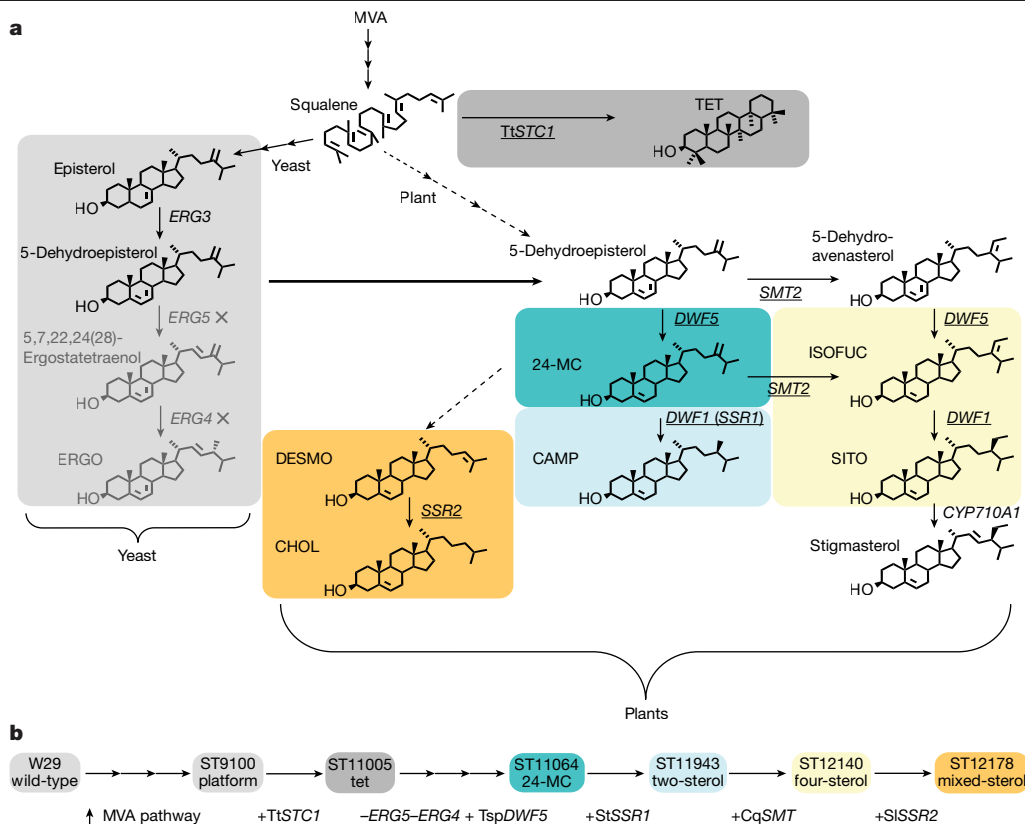 a
MVA
Squalene
TtSTC1
TET
HO
Yeast
Plant
Episterol
HO
ERG3
5-Dehydroepisterol
HO
ERG5 ×
5,7,22,24(28)-
Ergostatetraenol
HO
ERG4 ×
ERGO
HO
Yeast
5-Dehydroepisterol
HO
SMT2
5-Dehydro-
avenasterol
HO
DWF5
DWF5
24-MC
HO
SMT2
ISOFUC
HO
DWF1 (SSR1)
DWF1
CAMP
HO
SITO
HO
DESMO
HO
SSR2
CHOL
HO
CYP710A1
Stigmasterol
HO
Plants
b
W29
wild-type
ST9100
platform
ST11005
tet
ST11064
24-MC
ST11943
two-sterol
ST12140
four-sterol
ST12178
mixed-sterol
MVA pathway
+TtSTC1
–ERG5–ERG4 + TspDWF5
+StSSR1
+CqSMT
+SlSSR2